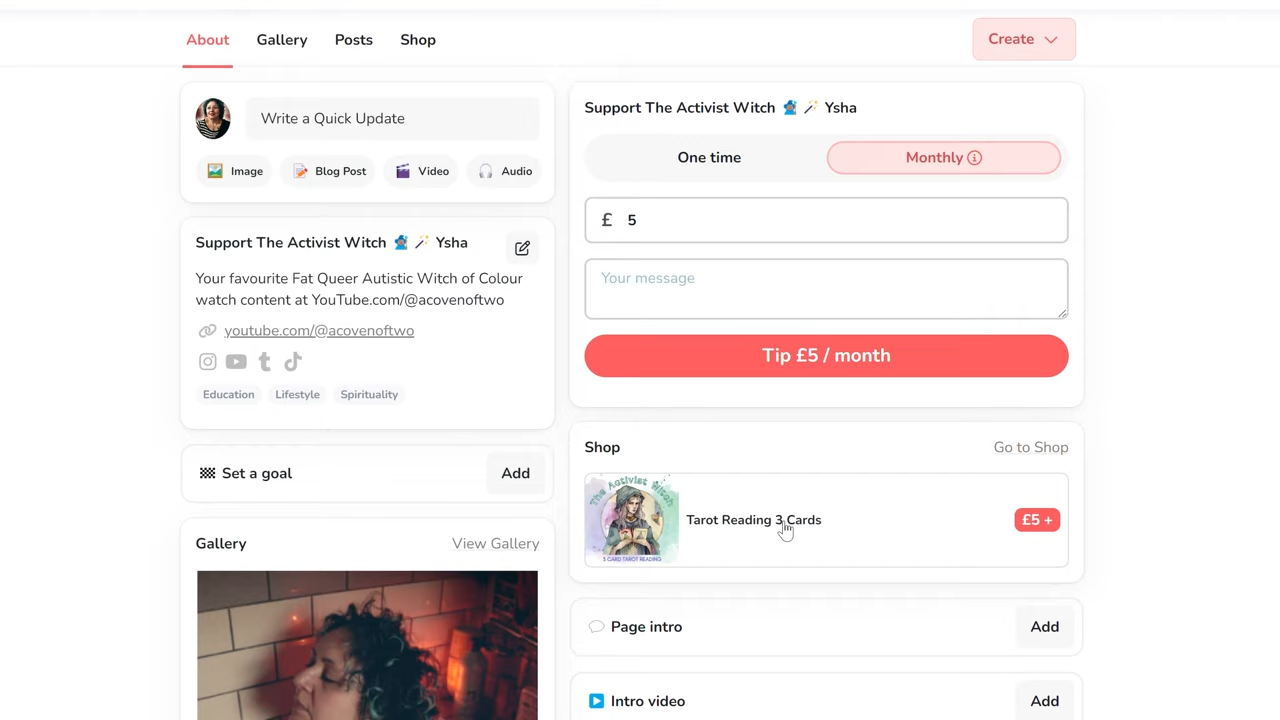 About
Gallery
Posts
Shop
Create
Write a Quick Update
Image
Blog Post
Video
Audio
Support The Activist Witch 🧙‍♀️ 🪄 Ysha
Your favourite Fat Queer Autistic Witch of Colour
watch content at YouTube.com/@acovenoftwo
youtube.com/@acovenoftwo
Education
Lifestyle
Spirituality
Set a goal
Add
Gallery
View Gallery
Support The Activist Witch 🧙‍♀️ 🪄 Ysha
One time
Monthly
£ 5
Your message
Tip £5 / month
Shop
Go to Shop
The Activist Witch
3 CARD TAROT READING
Tarot Reading 3 Cards
£5 +
Page intro
Add
Intro video
Add